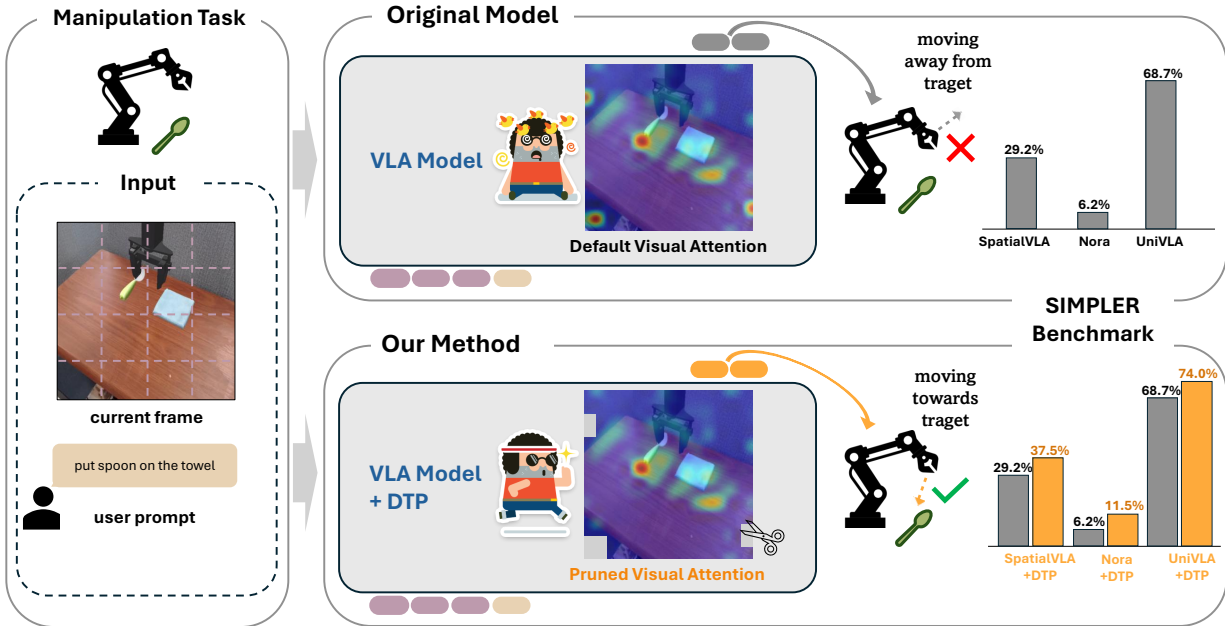 Manipulation Task
Input
current frame
put spoon on the towel
user prompt
Original Model
VLA Model
Default Visual Attention
moving
away from
traget
29.2%
6.2%
68.7%
SpatialVLA
Nora
UniVLA
SIMPLER
Benchmark
Our Method
VLA Model
+ DTP
Pruned Visual Attention
moving
towards
traget
29.2%
37.5%
6.2%
11.5%
68.7%
74.0%
SpatialVLA
+DTP
Nora
+DTP
UniVLA
+DTP